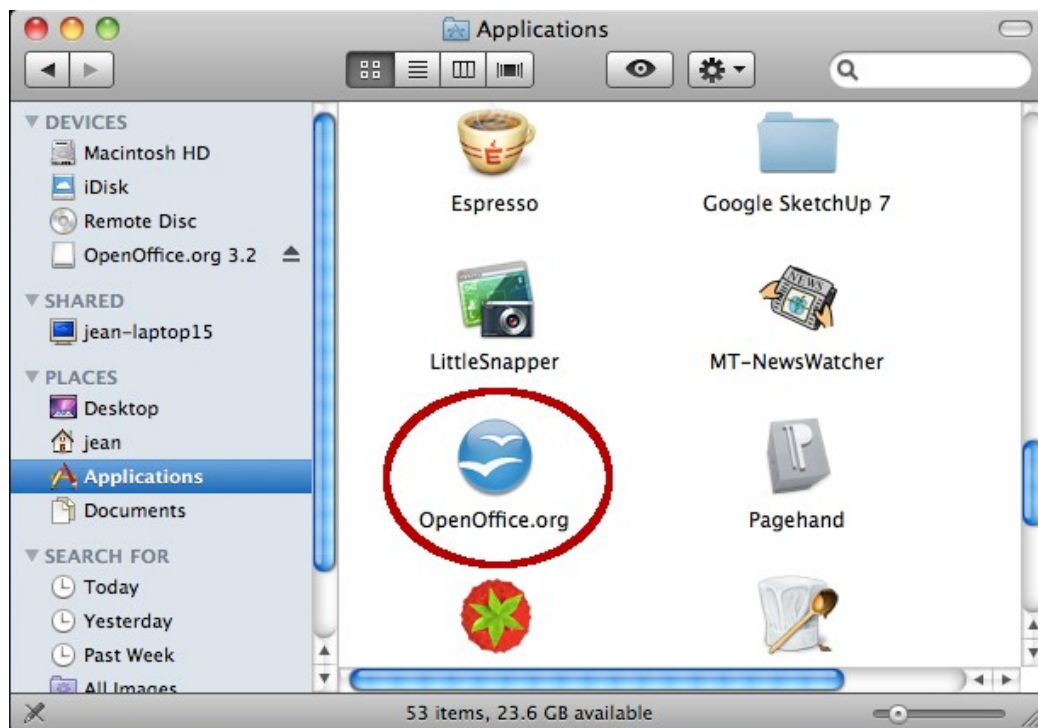 Applications
DEVICES
Macintosh HD
iDisk
Remote Disc
OpenOffice.org 3.2
SHARED
jean-laptop15
PLACES
Desktop
jean
Applications
Documents
SEARCH FOR
Today
Yesterday
Past Week
All Images
Espresso
Google SketchUp 7
LittleSnapper
NEWS
MT-NewsWatcher
OpenOffice.org
Pagehand
53 items, 23.6 GB available